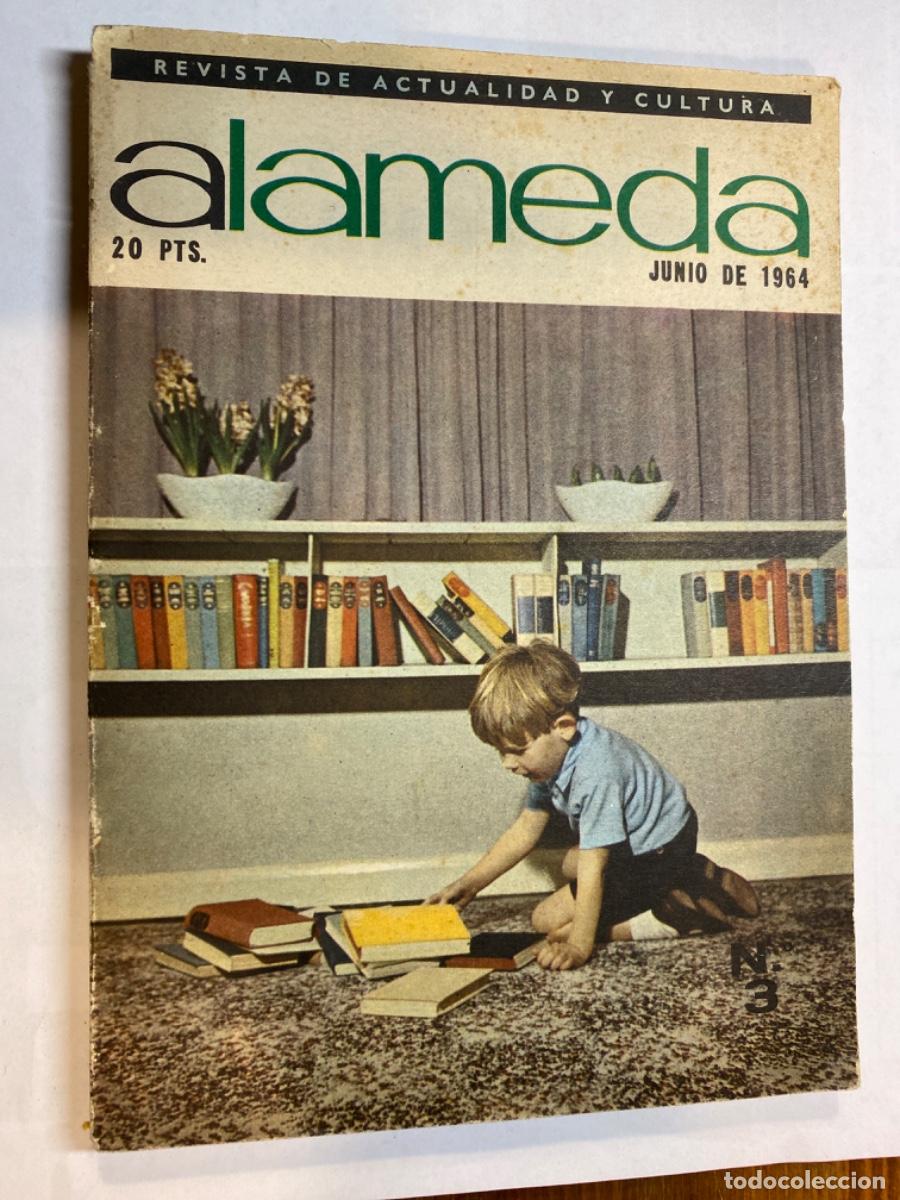 REVISTA DE ACTUALIDAD Y CULTURA
alameda
20 PTS.
JUNIO DE 1964
N.º
3
todocoleccion